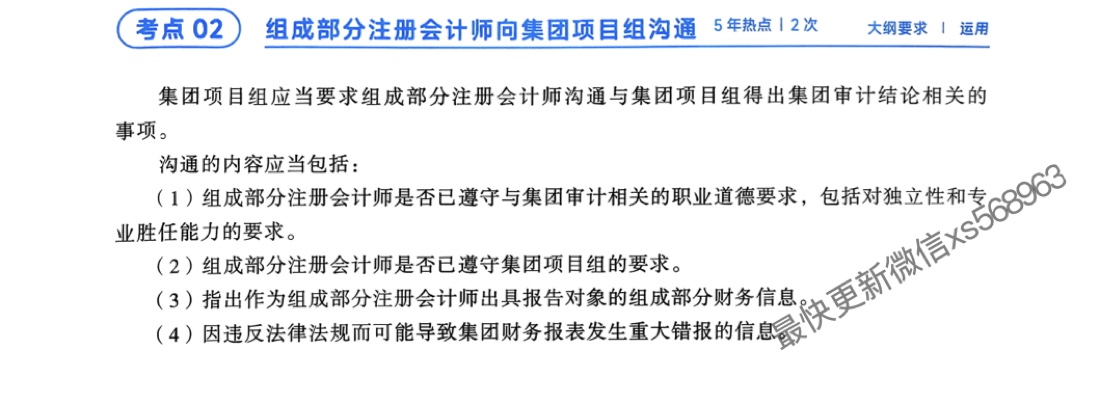 考点 02 组成部分注册会计师向集团项目组沟通 5年热点丨2次 大纲要求 丨 运用
集团项目组应当要求组成部分注册会计师沟通与集团项目组得出集团审计结论相关的
事项。
沟通的内容应当包括：
（1）组成部分注册会计师是否已遵守与集团审计相关的职业道德要求，包括对独立性和专
业胜任能力的要求。
（2）组成部分注册会计师是否已遵守集团项目组的要求。
（3）指出作为组成部分注册会计师出具报告对象的组成部分财务信息。
（4）因违反法律法规而可能导致集团财务报表发生重大错报的信息。
最快更新微信xs568963